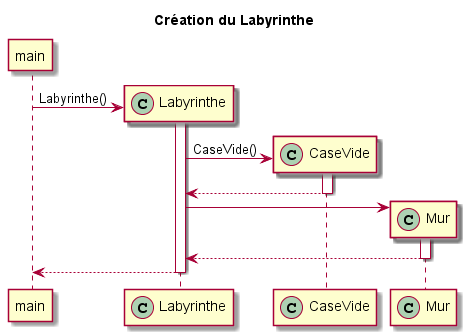 Création du Labyrinthe
main
Labyrinthe()
C Labyrinthe
CaseVide()
C CaseVide
C Mur
main
C Labyrinthe
C CaseVide
C Mur